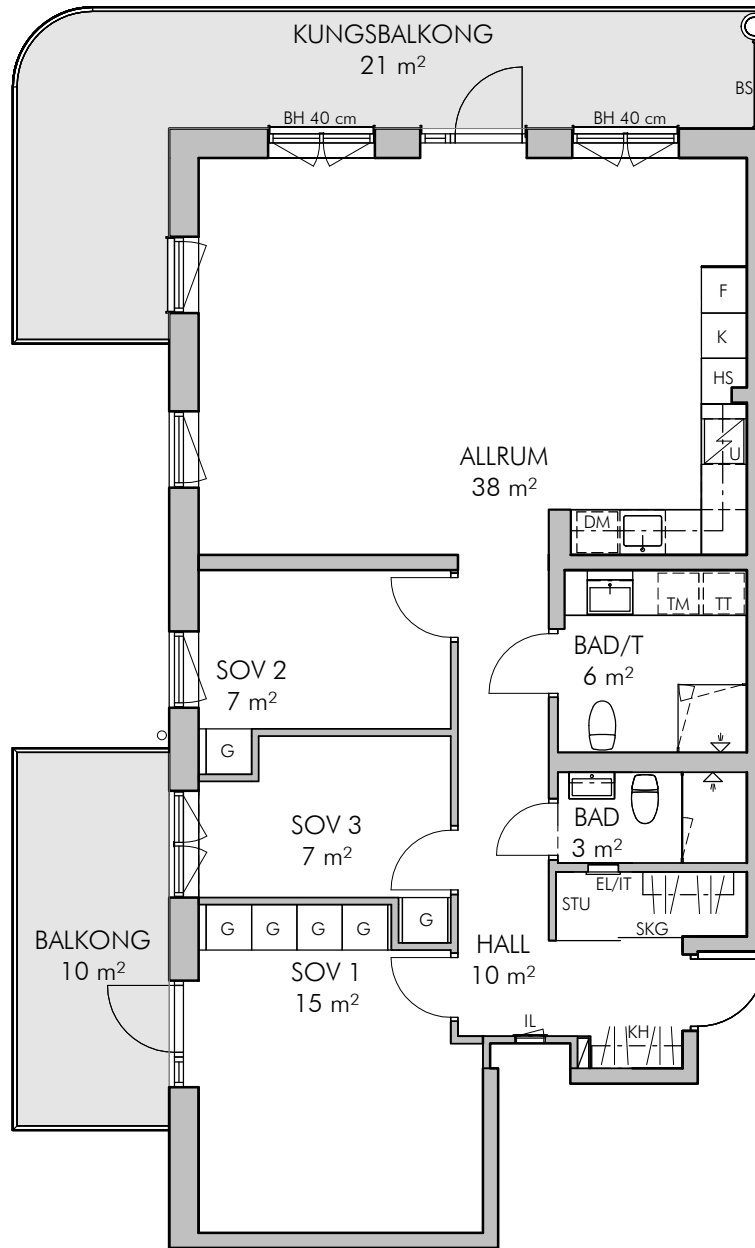 KUNGSBALKONG
21 m²
BS
BH 40 cm
BH 40 cm
F
K
HS
U
ALLRUM
38 m²
DM
TM
TT
BAD/T
6 m²
SOV 2
7 m²
G
SOV 3
7 m²
BAD
3 m²
EL/IT
STU
SKG
G
G
G
G
G
BALKONG
10 m²
SOV 1
15 m²
HALL
10 m²
IL
KH